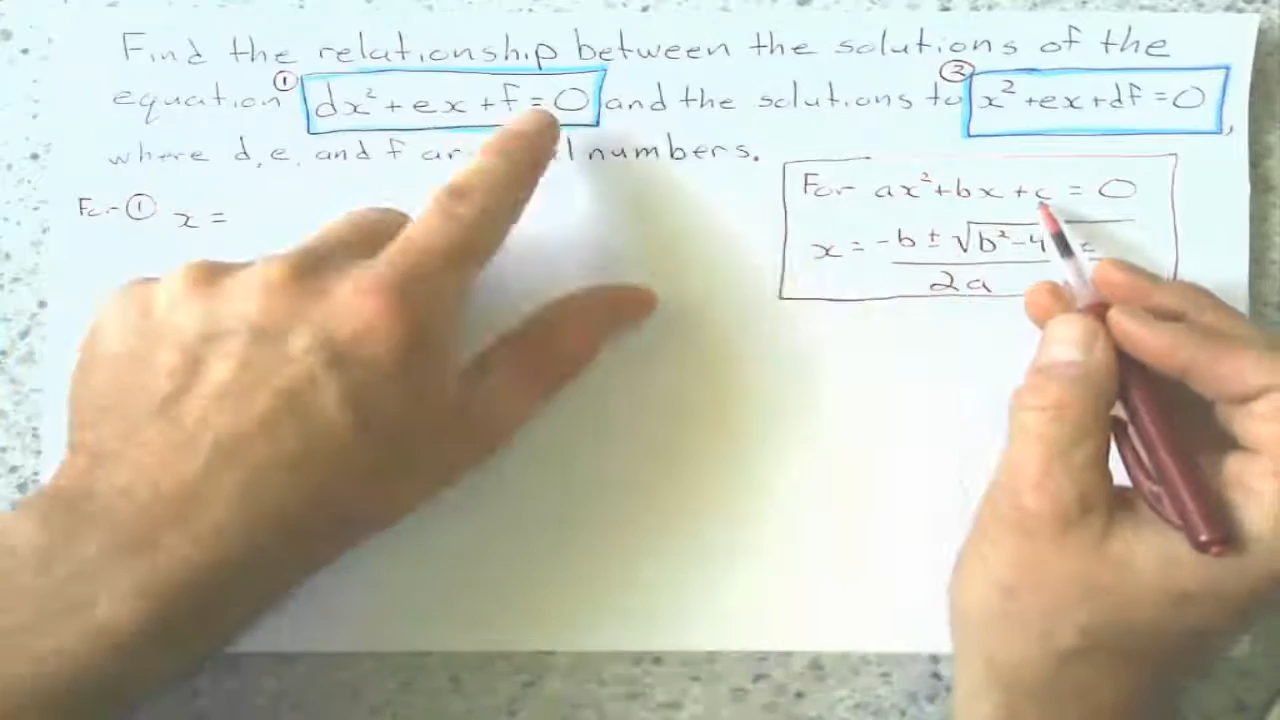 Find the relationship between the solutions of the
equation ① dx²+ex+f=0 and the solutions to ② x²+ex+df=0,
where d, e, and f numbers.
For ① x =
For ax²+bx+c = 0
x = -b ± √b²-4
2a